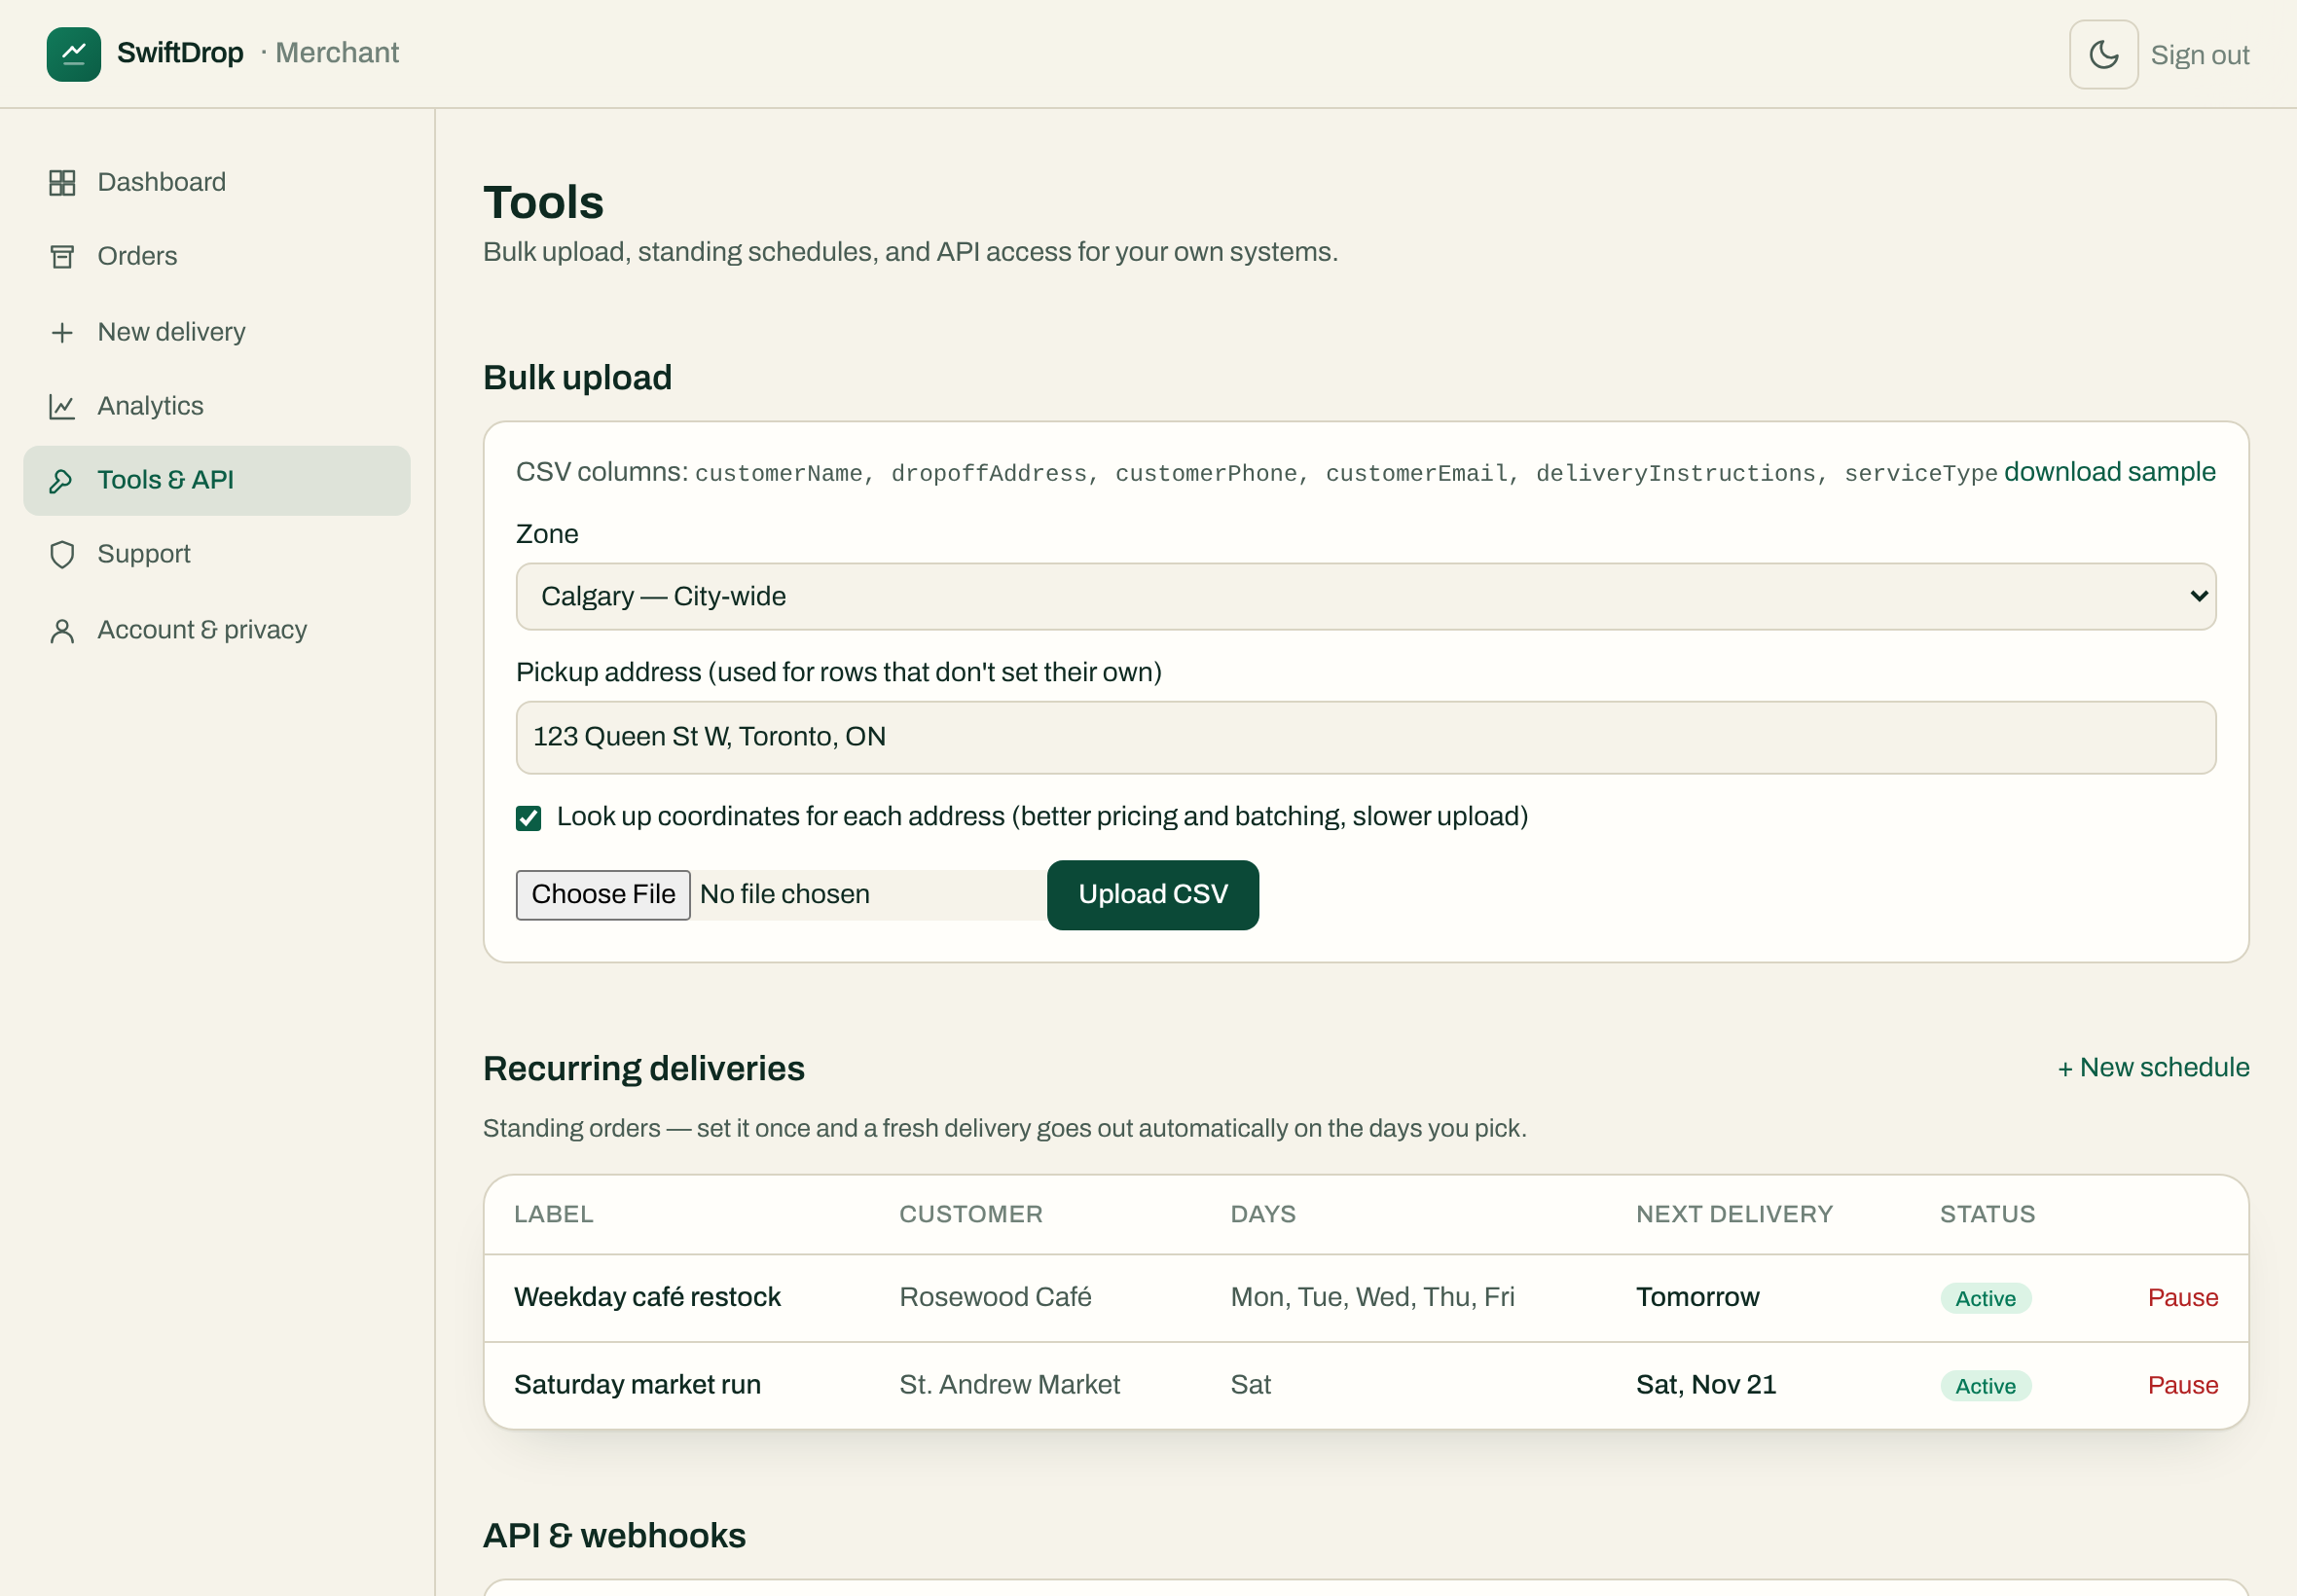 SwiftDrop · Merchant
Sign out
Dashboard
Orders
New delivery
Analytics
Tools & API
Support
Account & privacy
Tools
Bulk upload, standing schedules, and API access for your own systems.
Bulk upload
CSV columns: customerName, dropoffAddress, customerPhone, customerEmail, deliveryInstructions, serviceType download sample
Zone
Calgary — City-wide
Pickup address (used for rows that don't set their own)
123 Queen St W, Toronto, ON
Look up coordinates for each address (better pricing and batching, slower upload)
Choose File No file chosen Upload CSV
Recurring deliveries + New schedule
Standing orders — set it once and a fresh delivery goes out automatically on the days you pick.
LABEL CUSTOMER DAYS NEXT DELIVERY STATUS
Weekday café restock Rosewood Café Mon, Tue, Wed, Thu, Fri Tomorrow Active Pause
Saturday market run St. Andrew Market Sat Sat, Nov 21 Active Pause
API & webhooks